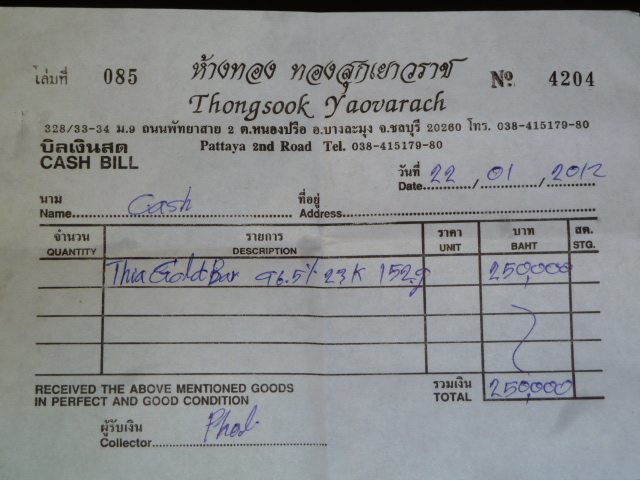 เล่มที่ 085 ห้างทอง ทองสุกเยาวราช № 4204
Thongsook Yaovarach
328/33-34 ม.9 ถนนพัทยาสาย 2 ต.หนองปรือ อ.บางละมุง จ.ชลบุรี 20260 โทร. 038-415179-80
บิลเงินสด Pattaya 2nd Road Tel. 038-415179-80
CASH BILL
วันที่
Date 22 / 01 / 2012
นาม ที่อยู่
Name Cash Address
จำนวน รายการ ราคา บาท สต.
QUANTITY DESCRIPTION UNIT BAHT STG.
Thia Gold Bar 96.5% 23K 152.g 250,000
RECEIVED THE ABOVE MENTIONED GOODS รวมเงิน
IN PERFECT AND GOOD CONDITION TOTAL 250,000
ผู้รับเงิน
Collector